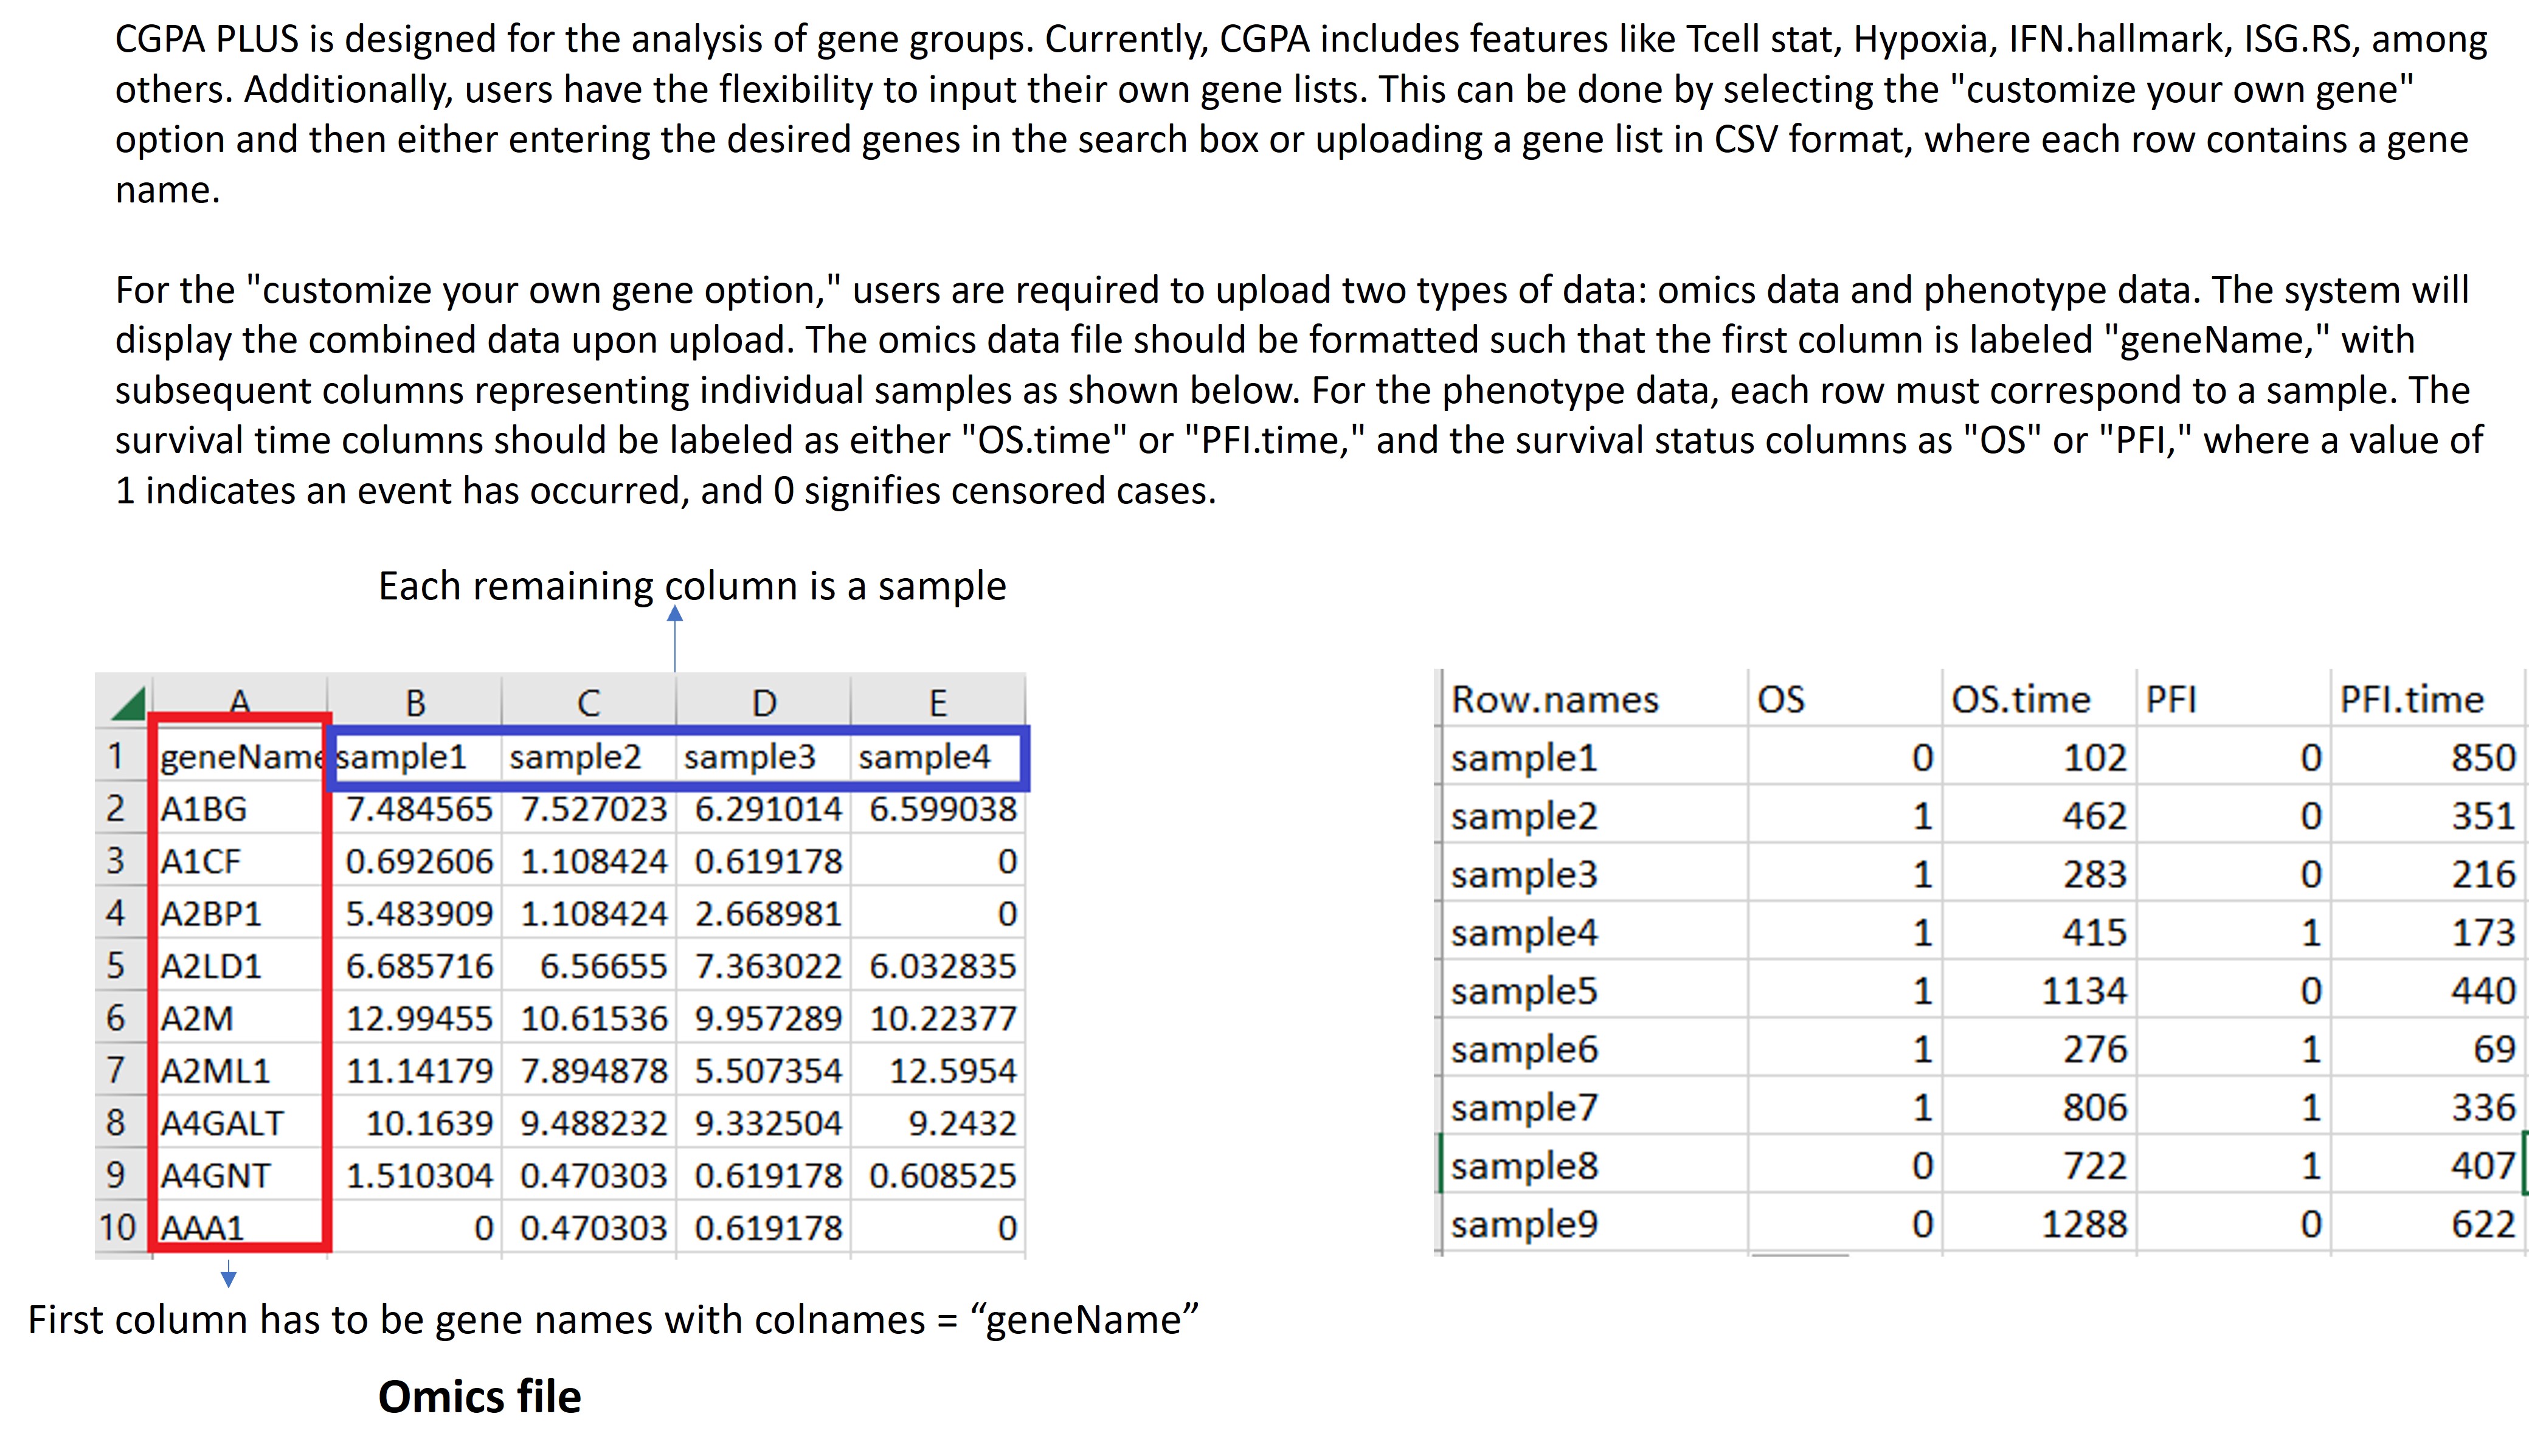 CGPA PLUS is designed for the analysis of gene groups. Currently, CGPA includes features like Tcell stat, Hypoxia, IFN.hallmark, ISG.RS, among
others. Additionally, users have the flexibility to input their own gene lists. This can be done by selecting the "customize your own gene"
option and then either entering the desired genes in the search box or uploading a gene list in CSV format, where each row contains a gene
name.
For the "customize your own gene option," users are required to upload two types of data: omics data and phenotype data. The system will
display the combined data upon upload. The omics data file should be formatted such that the first column is labeled "geneName," with
subsequent columns representing individual samples as shown below. For the phenotype data, each row must correspond to a sample. The
survival time columns should be labeled as either "OS.time" or "PFI.time," and the survival status columns as "OS" or "PFI," where a value of
1 indicates an event has occurred, and 0 signifies censored cases.
Each remaining column is a sample
A B C D E
1 geneName sample1 sample2 sample3 sample4
2 A1BG 7.484565 7.527023 6.291014 6.599038
3 A1CF 0.692606 1.108424 0.619178 0
4 A2BP1 5.483909 1.108424 2.668981 0
5 A2LD1 6.685716 6.56655 7.363022 6.032835
6 A2M 12.99455 10.61536 9.957289 10.22377
7 A2ML1 11.14179 7.894878 5.507354 12.5954
8 A4GALT 10.1639 9.488232 9.332504 9.2432
9 A4GNT 1.510304 0.470303 0.619178 0.608525
10 AAA1 0 0.470303 0.619178 0
First column has to be gene names with colnames = “geneName”
Omics file
Row.names OS OS.time PFI PFI.time
sample1 0 102 0 850
sample2 1 462 0 351
sample3 1 283 0 216
sample4 1 415 1 173
sample5 1 1134 0 440
sample6 1 276 1 69
sample7 1 806 1 336
sample8 0 722 1 407
sample9 0 1288 0 622